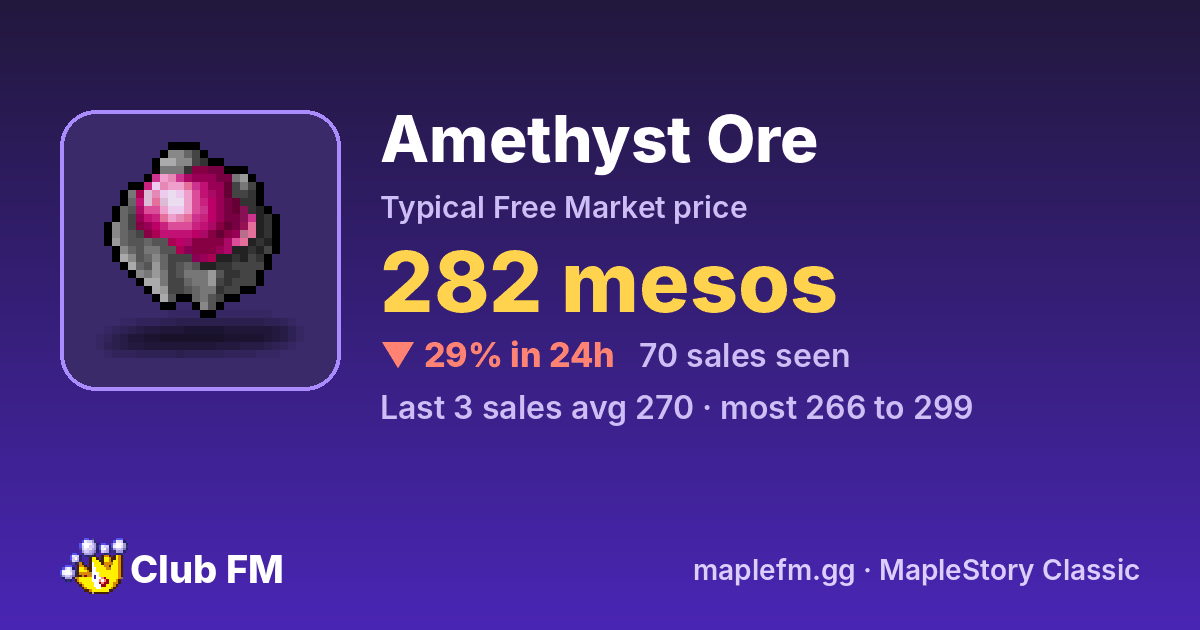 Amethyst Ore
Typical Free Market price
282 mesos
▼ 29% in 24h 70 sales seen
Last 3 sales avg 270 · most 266 to 299
Club FM
maplefm.gg · MapleStory Classic